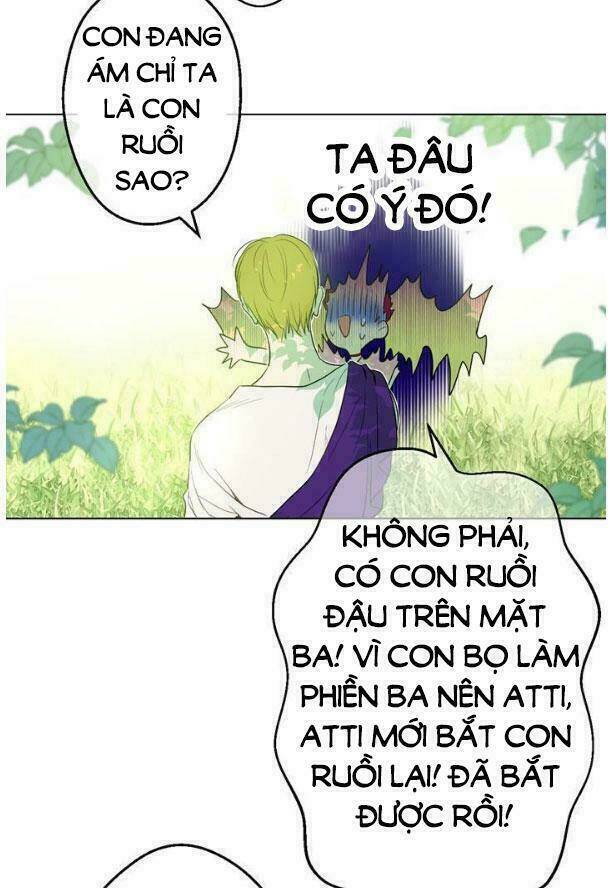 CON ĐANG
ÁM CHỈ TA
LÀ CON
RUỒI
SAO?
TA ĐÂU
CÓ Ý ĐÓ!
KHÔNG PHẢI,
CÓ CON RUỒI
ĐẬU TRÊN MẶT
BA! VÌ CON BỌ LÀM
PHIỀN BA NÊN ATTI,
ATTI MỚI BẮT CON
RUỒI LẠI! ĐÃ BẮT
ĐƯỢC RỒI!